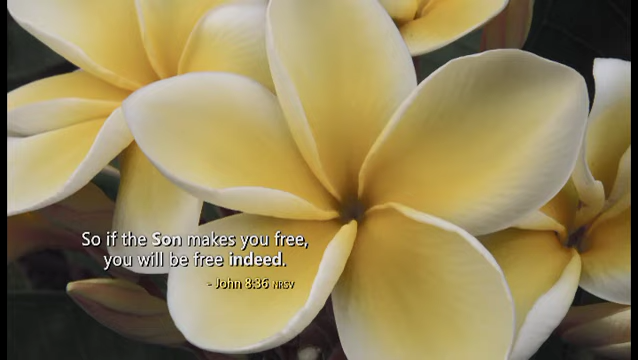 So if the Son makes you free,
you will be free indeed.
- John 8:36 NRSV